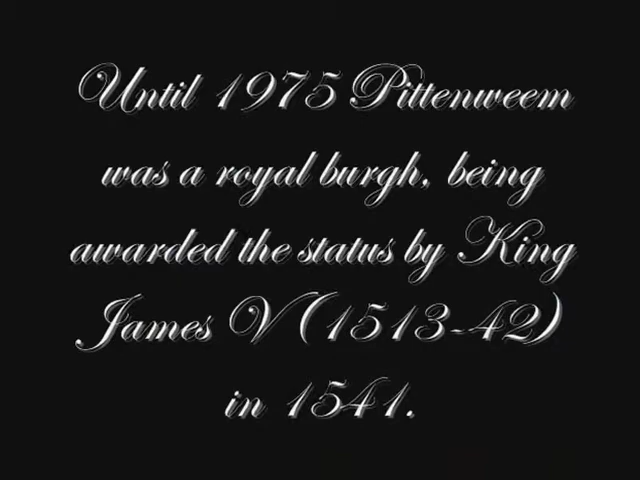 Until 1975 Pittenweem
was a royal burgh, being
awarded the status by King
James V (1513-42)
in 1541.